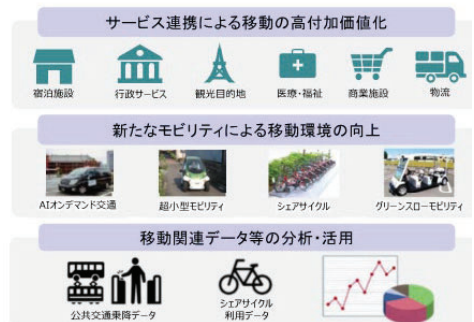 サービス連携による移動の高付加価値化
宿泊施設
行政サービス
観光目的地
医療・福祉
商業施設
物流
新たなモビリティによる移動環境の向上
AIオンデマンド交通
超小型モビリティ
シェアサイクル
グリーンスローモビリティ
移動関連データ等の分析・活用
公共交通乗降データ
シェアサイクル
利用データ